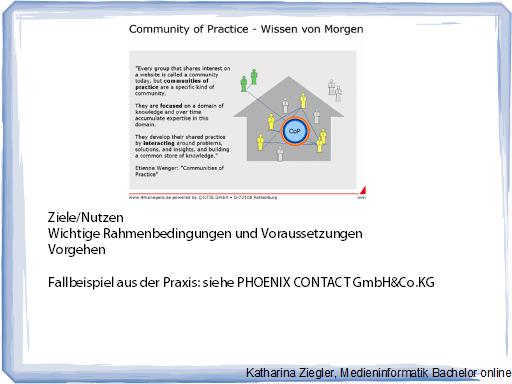 Community of Practice - Wissen von Morgen
"Every group that shares interest on
a website is called a community
today, but communities of
practice are a specific kind of
community.
They are focused on a domain of
knowledge and over time
accumulate expertise in this
domain.
They develop their shared practice
by interacting around problems,
solutions, and insights, and building
a common store of knowledge."
Etienne Wenger: "Communities of
Practice"
CoP
www.4managers.de powered by ILTIS GmbH • D-72108 Rottenburg
Ziele/Nutzen
Wichtige Rahmenbedingungen und Voraussetzungen
Vorgehen
Fallbeispiel aus der Praxis: siehe PHOENIX CONTACT GmbH&Co.KG
Katharina Ziegler, Medieninformatik Bachelor online